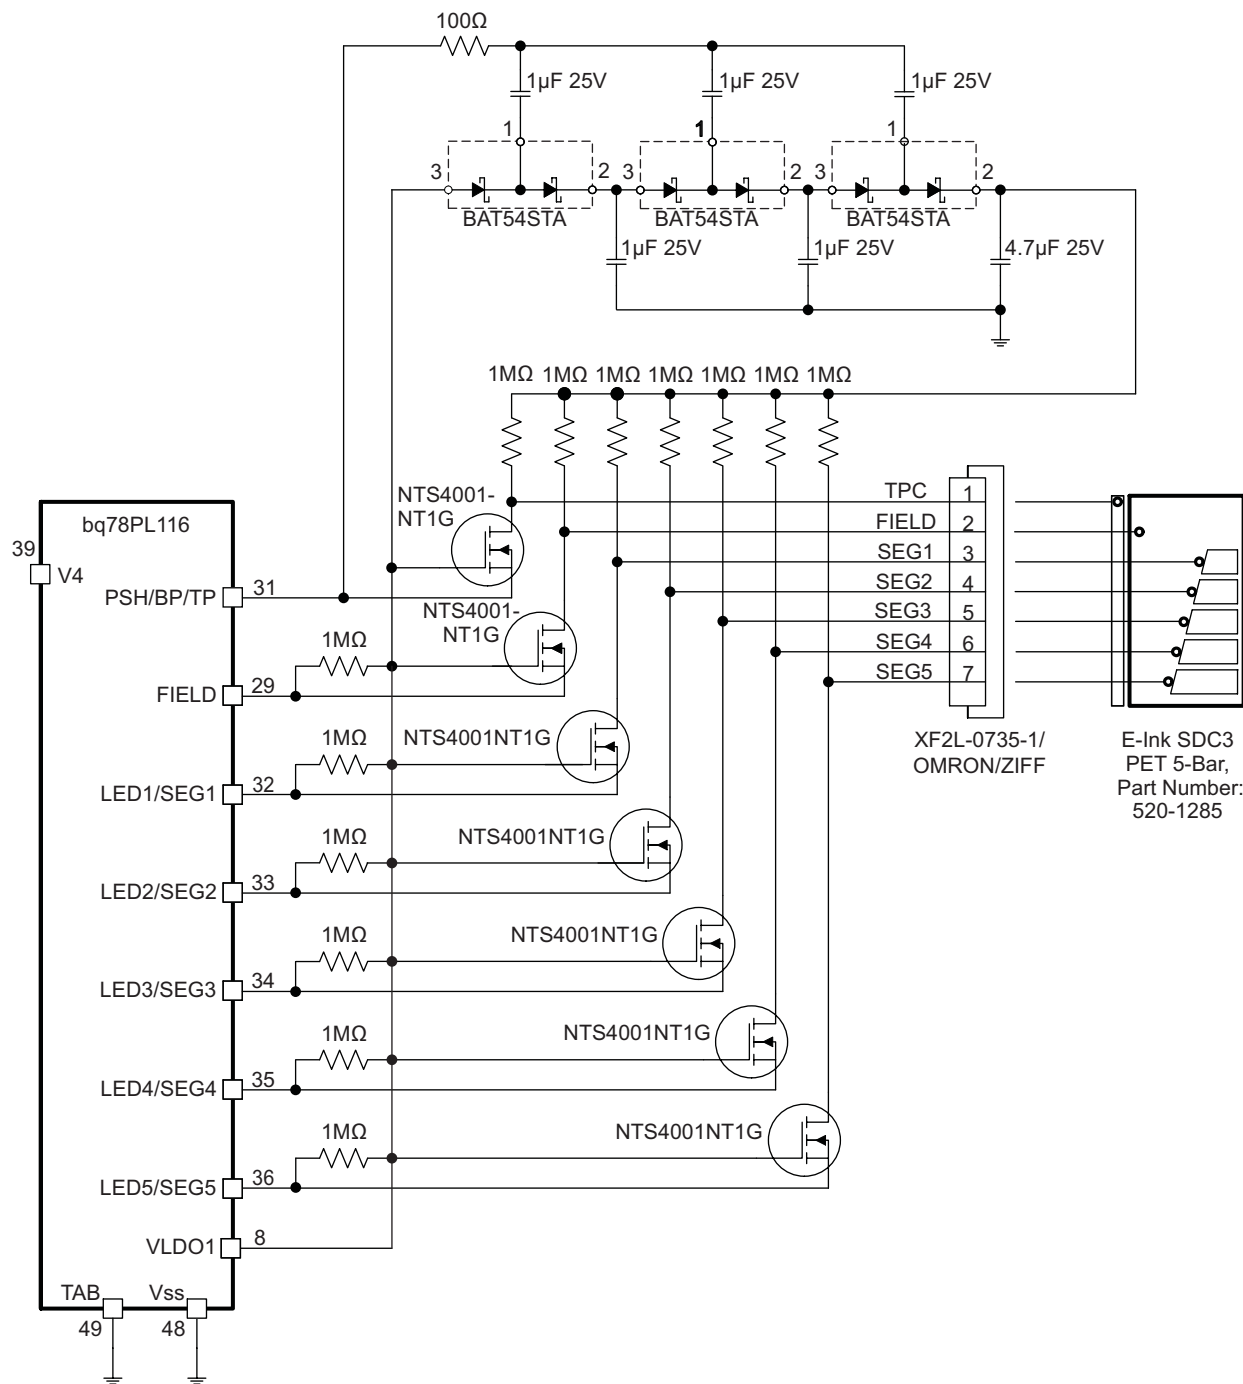 100Ω
1µF 25V 1µF 25V 1µF 25V
1 1 1
3 2 3 2 3 2
BAT54STA BAT54STA BAT54STA
1µF 25V 1µF 25V 4.7µF 25V
1MΩ 1MΩ 1MΩ 1MΩ 1MΩ 1MΩ 1MΩ
NTS4001-
NT1G
TPC 1
FIELD 2
SEG1 3
SEG2 4
SEG3 5
SEG4 6
SEG5 7
XF2L-0735-1/
OMRON/ZIFF
E-Ink SDC3
PET 5-Bar,
Part Number:
520-1285
bq78PL116
39
V4
PSH/BP/TP 31
NTS4001-
NT1G
1MΩ
FIELD 29
NTS4001NT1G
1MΩ
LED1/SEG1 32
NTS4001NT1G
1MΩ
LED2/SEG2 33
NTS4001NT1G
1MΩ
LED3/SEG3 34
NTS4001NT1G
1MΩ
LED4/SEG4 35
NTS4001NT1G
1MΩ
LED5/SEG5 36
VLDO1 8
TAB Vss
49 48